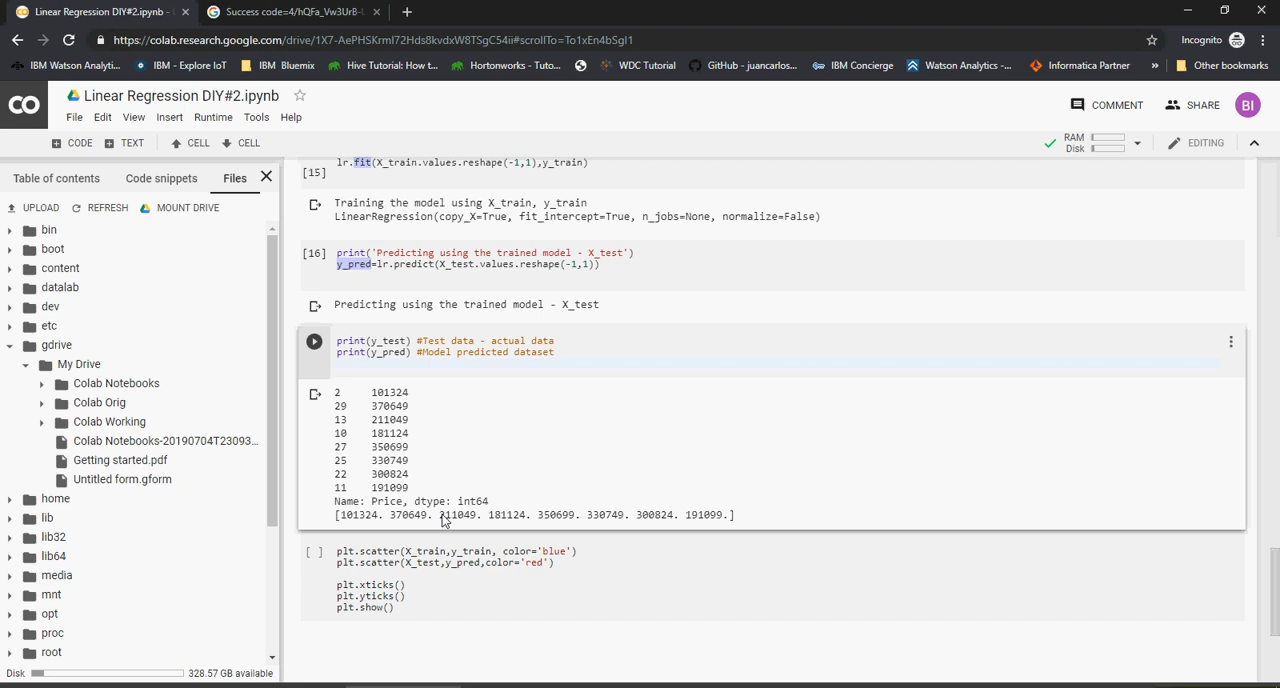 Linear Regression DIY#2.ipynb -
Success code=4/hQFa_Vw3UrB-
https://colab.research.google.com/drive/1X7-AePHSKrml72Hds8kvdxW8TSgC54ii#scrollTo=To1xEn4bSgI1
Incognito
IBM Watson Analyti...
IBM - Explore IoT
IBM Bluemix
Hive Tutorial: How t...
Hortonworks - Tuto...
WDC Tutorial
GitHub - juancarlos...
IBM Concierge
Watson Analytics -...
Informatica Partner
»
Other bookmarks
CO
Linear Regression DIY#2.ipynb
COMMENT
SHARE
BI
File Edit View Insert Runtime Tools Help
CODE TEXT CELL CELL
RAM
Disk
EDITING
Table of contents Code snippets Files
UPLOAD REFRESH MOUNT DRIVE
bin
boot
content
datalab
dev
etc
gdrive
My Drive
Colab Notebooks
Colab Orig
Colab Working
Colab Notebooks-20190704T23093...
Getting started.pdf
Untitled form.gform
home
lib
lib32
lib64
media
mnt
opt
proc
root
Disk 328.57 GB available
lr.fit(X_train.values.reshape(-1,1),y_train)
[15]
Training the model using X_train, y_train
LinearRegression(copy_X=True, fit_intercept=True, n_jobs=None, normalize=False)
[16] print('Predicting using the trained model - X_test')
y_pred=lr.predict(X_test.values.reshape(-1,1))
Predicting using the trained model - X_test
print(y_test) #Test data - actual data
print(y_pred) #Model predicted dataset
2 101324
29 370649
13 211049
10 181124
27 350699
25 330749
22 300824
11 191099
Name: Price, dtype: int64
[101324. 370649. 211049. 181124. 350699. 330749. 300824. 191099.]
[ ] plt.scatter(X_train,y_train, color='blue')
plt.scatter(X_test,y_pred,color='red')
plt.xticks()
plt.yticks()
plt.show()